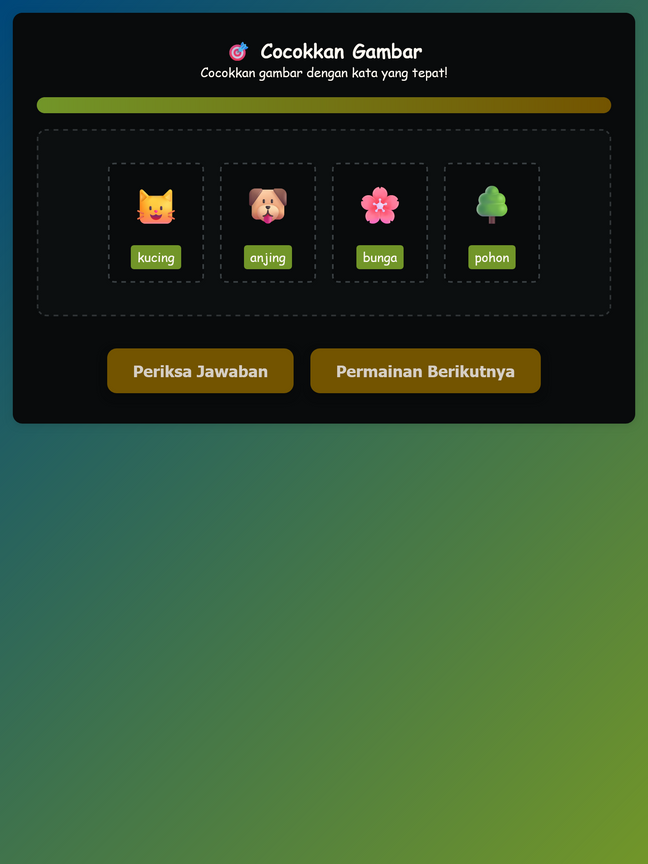 Cocokkan Gambar
Cocokkan gambar dengan kata yang tepat!
kucing
anjing
bunga
pohon
Periksa Jawaban
Permainan Berikutnya